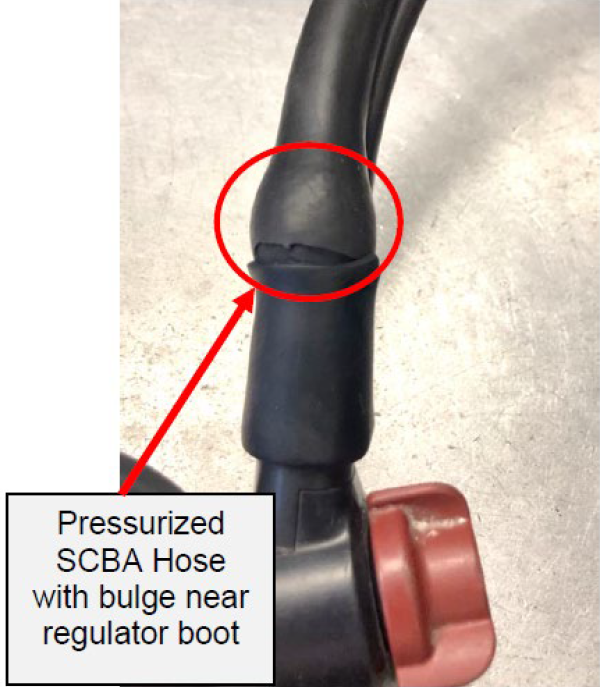 Pressurized
SCBA Hose
with bulge near
regulator boot